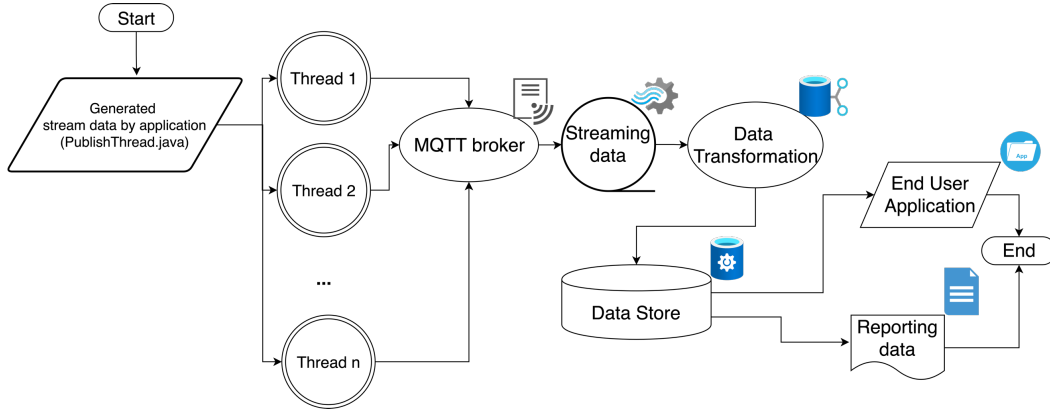 Start
Generated
stream data by application
(PublishThread.java)
Thread 1
Thread 2
...
Thread n
MQTT broker
Streaming
data
Data
Transformation
Data Store
End User
Application
App
Reporting
data
End